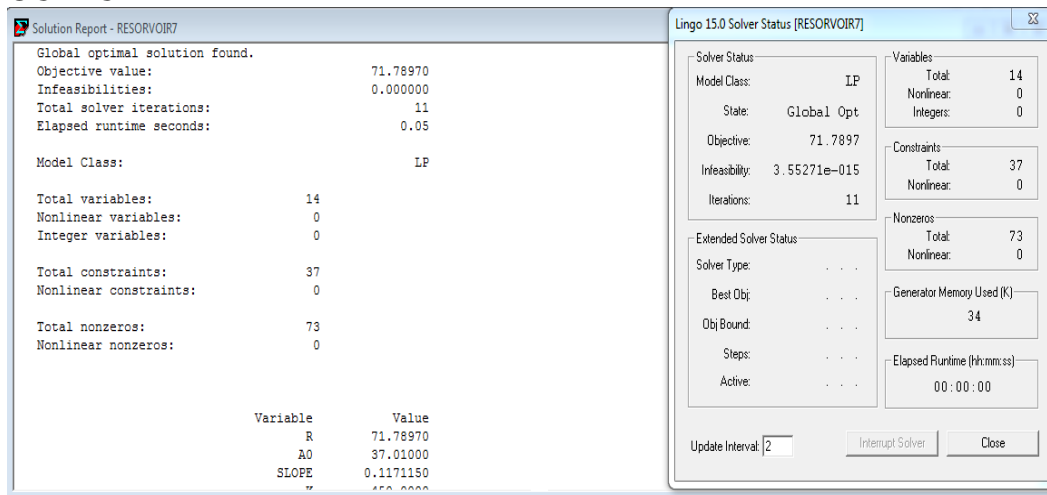 Solution Report - RESORVOIR7
Global optimal solution found.
Objective value: 71.78970
Infeasibilities: 0.000000
Total solver iterations: 11
Elapsed runtime seconds: 0.05
Model Class: LP
Total variables: 14
Nonlinear variables: 0
Integer variables: 0
Total constraints: 37
Nonlinear constraints: 0
Total nonzeros: 73
Nonlinear nonzeros: 0
Variable Value
R 71.78970
A0 37.01000
SLOPE 0.1171150
Lingo 15.0 Solver Status [RESORVOIR7]
Solver Status
Model Class: LP
State: Global Opt
Objective: 71.7897
Infeasibility: 3.55271e-015
Iterations: 11
Extended Solver Status
Solver Type: . . .
Best Obj: . . .
Obj Bound: . . .
Steps: . . .
Active: . . .
Update Interval: 2
Variables
Total: 14
Nonlinear: 0
Integers: 0
Constraints
Total: 37
Nonlinear: 0
Nonzeros
Total: 73
Nonlinear: 0
Generator Memory Used (K)
34
Elapsed Runtime (hh:mm:ss)
00:00:00
Interrupt Solver
Close